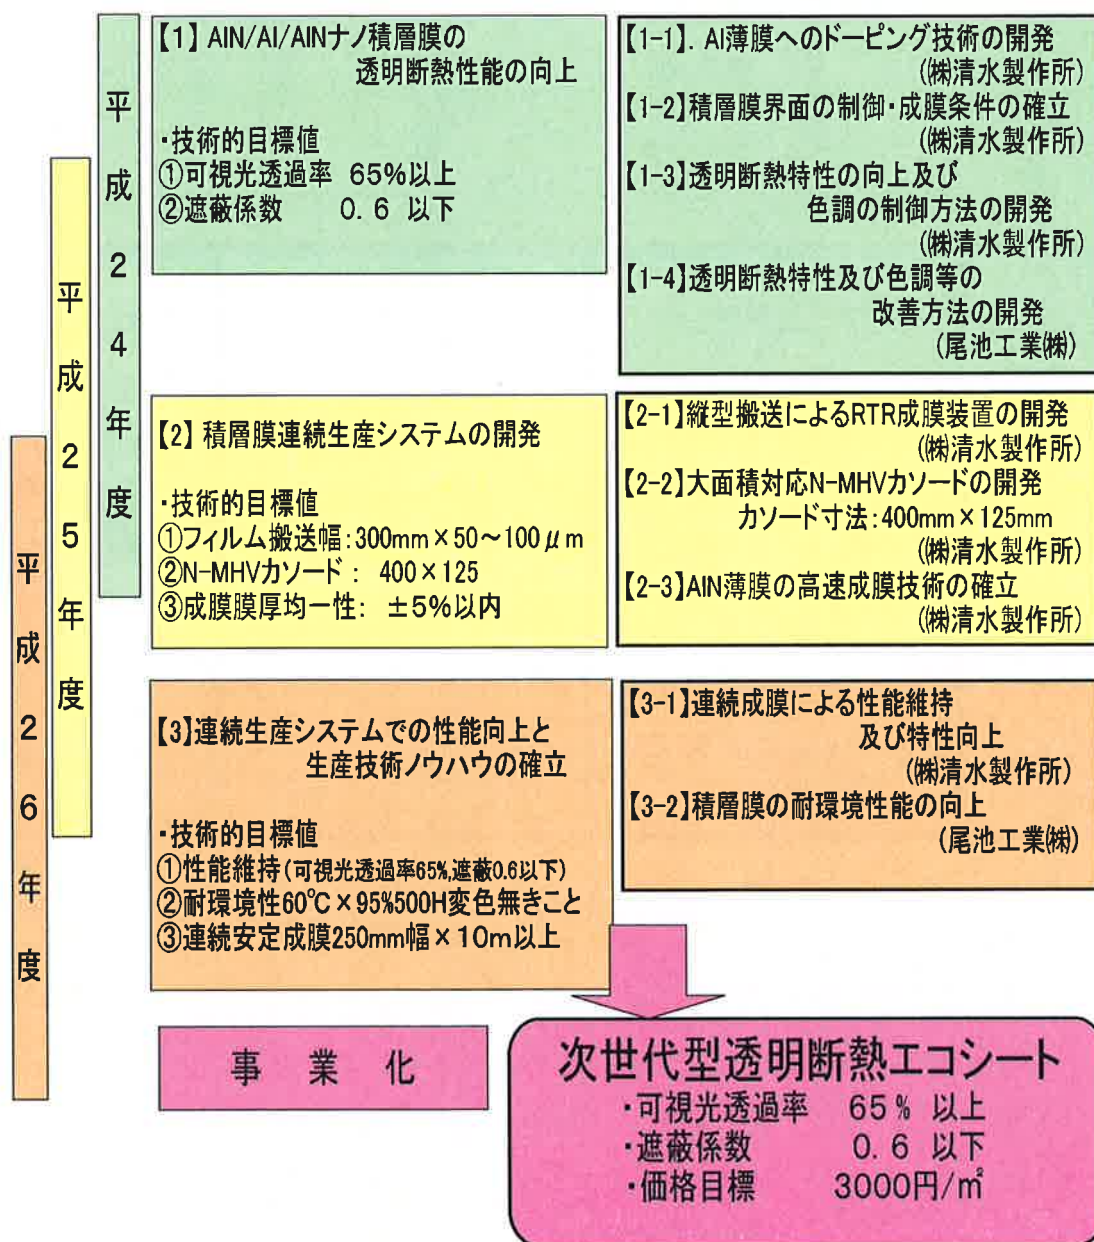 平成24年度
平成25年度
平成26年度
【1】 AlN/Al/AlNナノ積層膜の
透明断熱性能の向上
・技術的目標値
①可視光透過率 65%以上
②遮蔽係数 0.6 以下
【1-1】. Al薄膜へのドーピング技術の開発
(㈱清水製作所)
【1-2】積層膜界面の制御・成膜条件の確立
(㈱清水製作所)
【1-3】透明断熱特性の向上及び
色調の制御方法の開発
(㈱清水製作所)
【1-4】透明断熱特性及び色調等の
改善方法の開発
(尾池工業㈱)
【2】 積層膜連続生産システムの開発
・技術的目標値
①フィルム搬送幅:300mm×50~100μm
②N-MHVカソード: 400×125
③成膜膜厚均一性: ±5%以内
【2-1】縦型搬送によるRTR成膜装置の開発
(㈱清水製作所)
【2-2】大面積対応N-MHVカソードの開発
カソード寸法:400mm×125mm
(㈱清水製作所)
【2-3】AlN薄膜の高速成膜技術の確立
(㈱清水製作所)
【3】連続生産システムでの性能向上と
生産技術ノウハウの確立
・技術的目標値
①性能維持(可視光透過率65%,遮蔽0.6以下)
②耐環境性60℃×95%500H変色無きこと
③連続安定成膜250mm幅×10m以上
【3-1】連続成膜による性能維持
及び特性向上
(㈱清水製作所)
【3-2】積層膜の耐環境性能の向上
(尾池工業㈱)
事業化
次世代型透明断熱エコシート
・可視光透過率 65% 以上
・遮蔽係数 0.6 以下
・価格目標 3000円/㎡